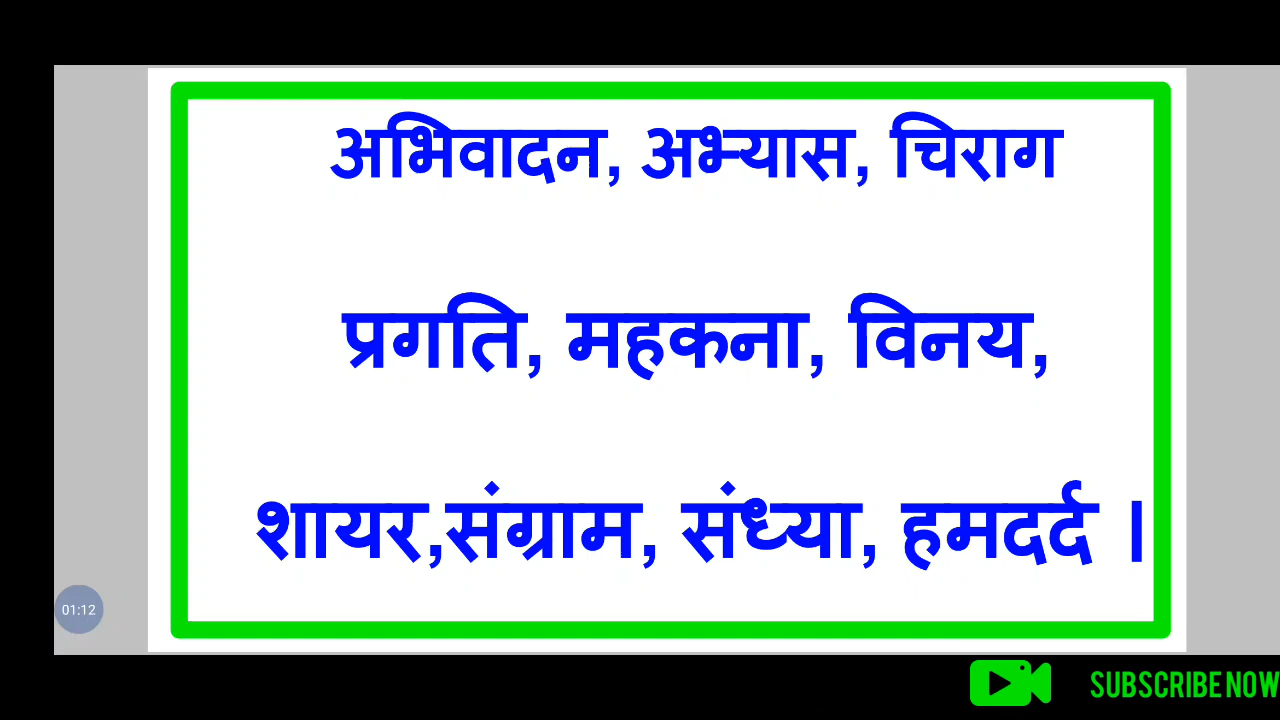 अभिवादन, अभ्यास, चिराग
प्रगति, महकना, विनय,
शायर,संग्राम, संध्या, हमदर्द ।
01:12
SUBSCRIBE NOW